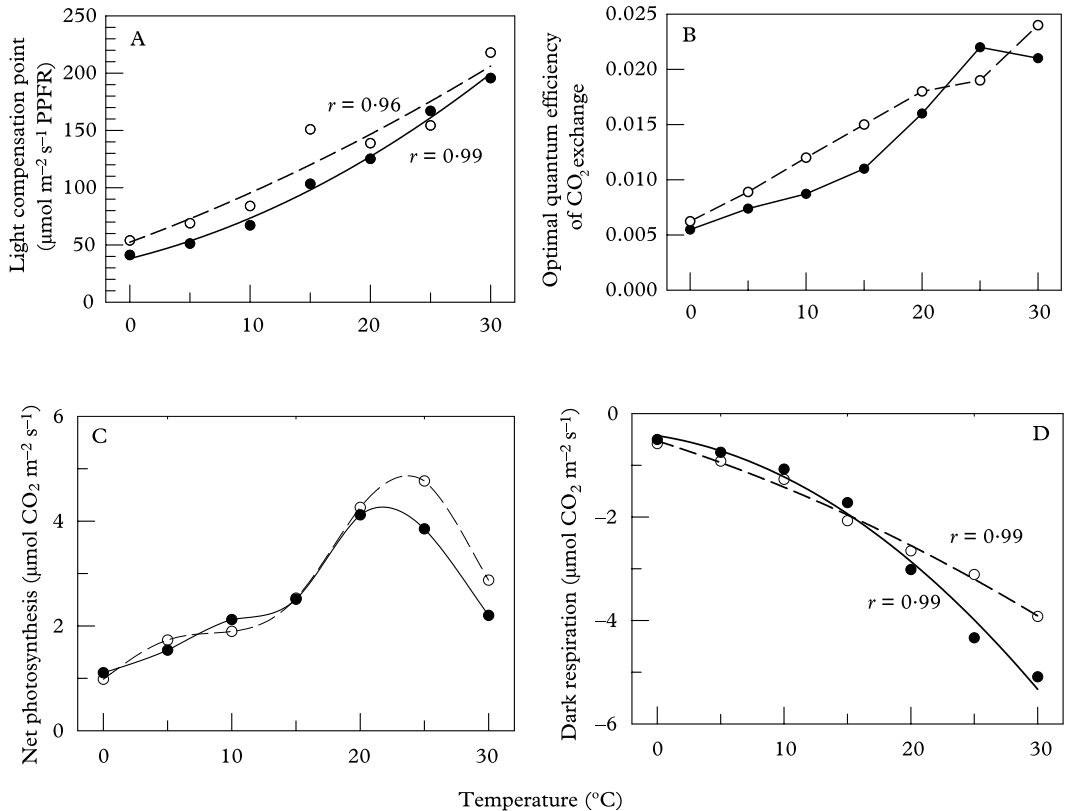 Light compensation point
(μmol m⁻² s⁻¹ PPFR)
250
200
150
100
50
0
A
r = 0·96
r = 0·99
0 10 20 30
Optimal quantum efficiency
of CO₂ exchange
0.025
0.020
0.015
0.010
0.005
0.000
B
0 10 20 30
Net photosynthesis (μmol CO₂ m⁻² s⁻¹)
6
4
2
0
C
0 10 20 30
Dark respiration (μmol CO₂ m⁻² s⁻¹)
0
−2
−4
−6
D
r = 0·99
r = 0·99
0 10 20 30
Temperature (°C)